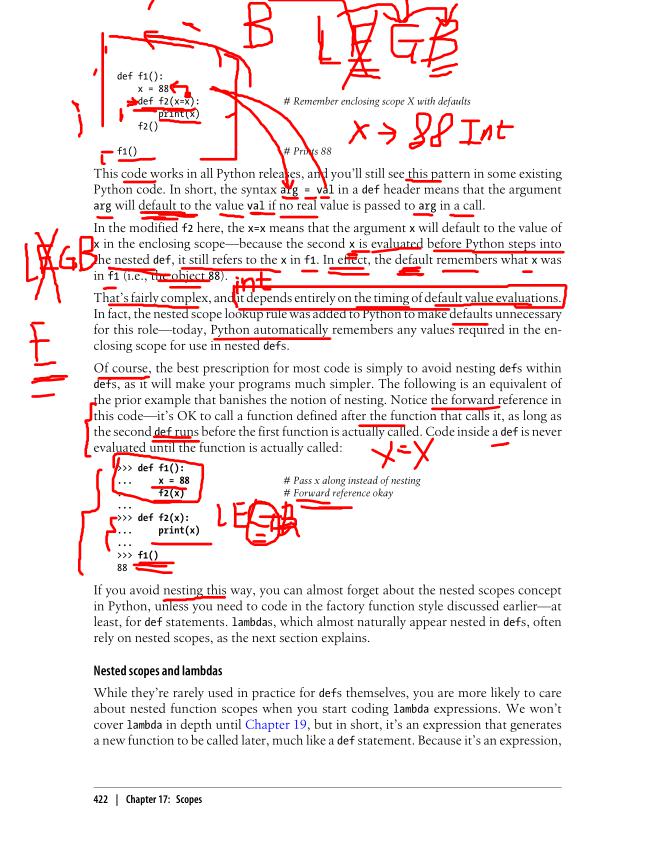 B
L E G B
def f1():
x = 88
def f2(x=x): # Remember enclosing scope X with defaults
print(x)
f2()
X → 88 Int
f1() # Prints 88
This code works in all Python releases, and you'll still see this pattern in some existing
Python code. In short, the syntax arg = val in a def header means that the argument
arg will default to the value val if no real value is passed to arg in a call.
In the modified f2 here, the x=x means that the argument x will default to the value of
x in the enclosing scope—because the second x is evaluated before Python steps into
LEGB
the nested def, it still refers to the x in f1. In effect, the default remembers what x was
in f1 (i.e., the object 88).
int
That's fairly complex, and it depends entirely on the timing of default value evaluations.
In fact, the nested scope lookup rule was added to Python to make defaults unnecessary
for this role—today, Python automatically remembers any values required in the en-
closing scope for use in nested defs.
E
Of course, the best prescription for most code is simply to avoid nesting defs within
defs, as it will make your programs much simpler. The following is an equivalent of
the prior example that banishes the notion of nesting. Notice the forward reference in
this code—it's OK to call a function defined after the function that calls it, as long as
the second def runs before the first function is actually called. Code inside a def is never
evaluated until the function is actually called:
X=X
>>> def f1():
... x = 88 # Pass x along instead of nesting
... f2(x) # Forward reference okay
...
>>> def f2(x):
LE
... print(x)
...
>>> f1()
88
If you avoid nesting this way, you can almost forget about the nested scopes concept
in Python, unless you need to code in the factory function style discussed earlier—at
least, for def statements. lambdas, which almost naturally appear nested in defs, often
rely on nested scopes, as the next section explains.
Nested scopes and lambdas
While they're rarely used in practice for defs themselves, you are more likely to care
about nested function scopes when you start coding lambda expressions. We won't
cover lambda in depth until Chapter 19, but in short, it's an expression that generates
a new function to be called later, much like a def statement. Because it's an expression,
422 | Chapter 17: Scopes